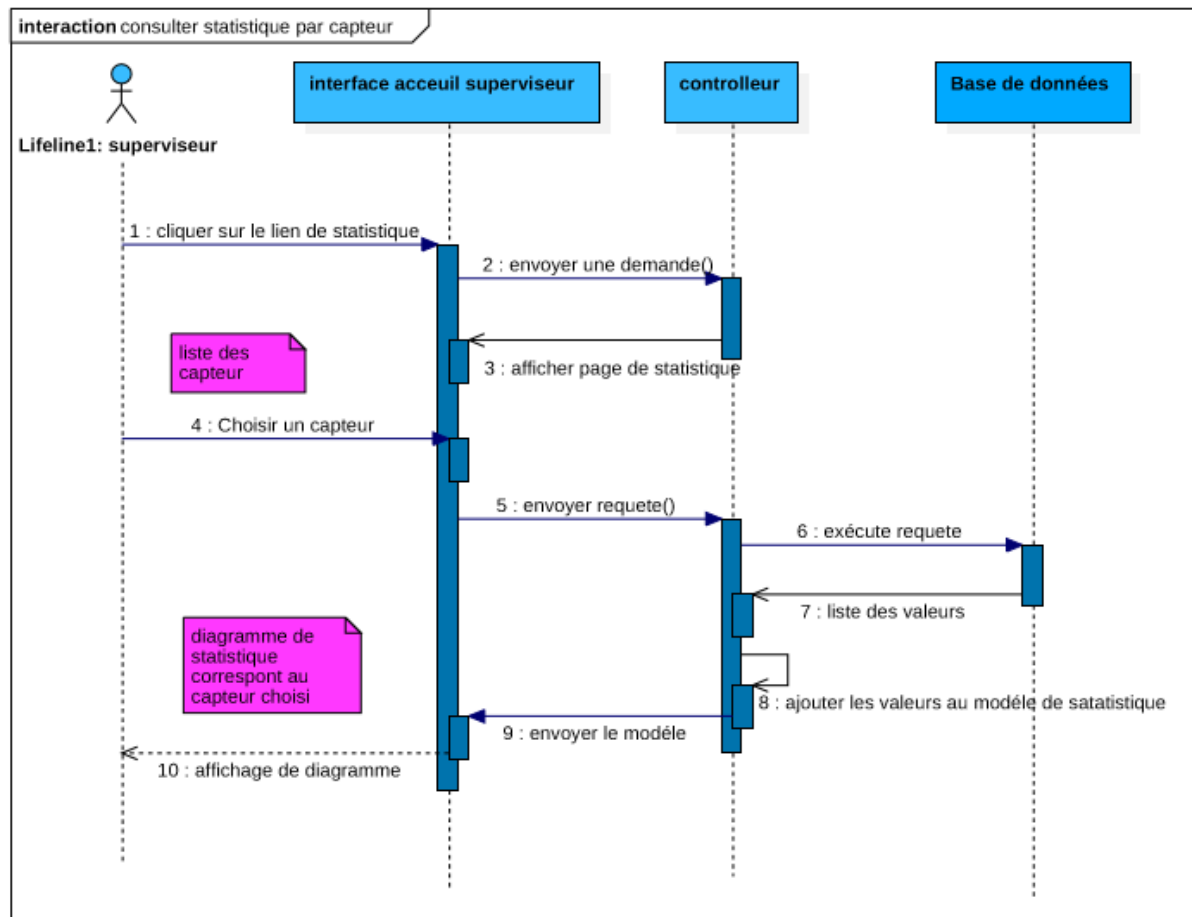 interaction consulter statistique par capteur
interface acceuil superviseur
controlleur
Base de données
Lifeline1: superviseur
1 : cliquer sur le lien de statistique
2 : envoyer une demande()
liste des
capteur
3 : afficher page de statistique
4 : Choisir un capteur
5 : envoyer requete()
6 : exécute requete
7 : liste des valeurs
diagramme de
statistique
correspont au
capteur choisi
8 : ajouter les valeurs au modéle de satatistique
9 : envoyer le modéle
10 : affichage de diagramme